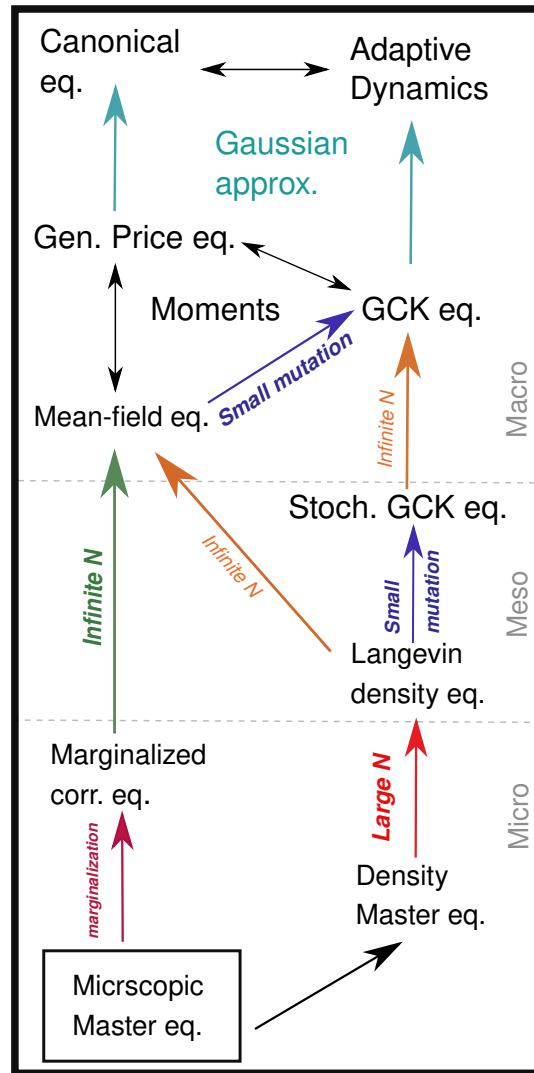 Canonical
eq.
Adaptive
Dynamics
Gaussian
approx.
Gen. Price eq.
Moments
GCK eq.
Small mutation
Mean-field eq.
Infinite N
Macro
Stoch. GCK eq.
Infinite N
Infinite N
Small
mutation
Meso
Langevin
density eq.
Marginalized
corr. eq.
Large N
Micro
marginalization
Density
Master eq.
Micrscopic
Master eq.